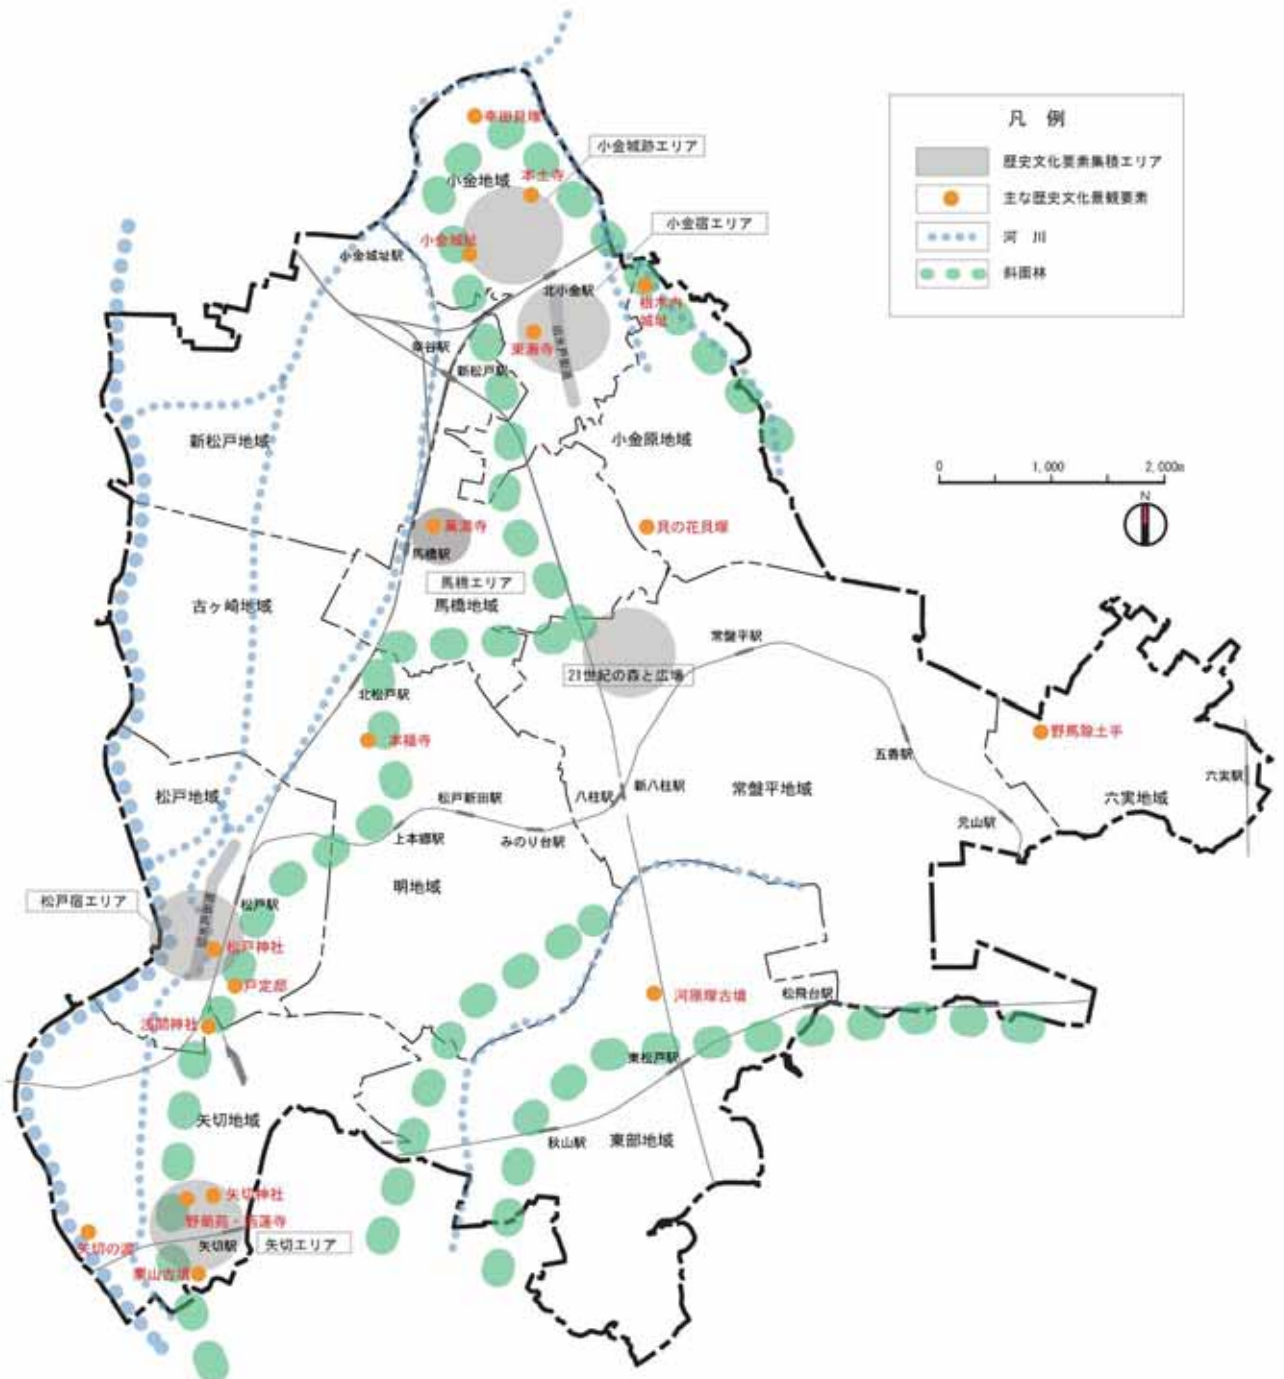 凡 例
歴史文化要素集積エリア
主な歴史文化景観要素
河 川
斜面林
幸田貝塚
小金城跡エリア
小金地域
本土寺
小金宿エリア
小金城址
小金城址駅
北小金駅
根木内
城址
東漸寺
幸谷駅
新松戸駅
新松戸地域
小金原地域
0 1,000 2,000m
N
萬満寺
貝の花貝塚
馬橋駅
馬橋エリア
馬橋地域
古ヶ崎地域
常盤平駅
21世紀の森と広場
北松戸駅
本福寺
野馬除土手
五香駅
六実駅
松戸地域
松戸新田駅
八柱駅
新八柱駅
常盤平地域
六実地域
元山駅
上本郷駅
みのり台駅
明地域
松戸宿エリア
松戸駅
松戸神社
戸定邸
河原塚古墳
松飛台駅
浅間神社
東松戸駅
矢切地域
秋山駅
東部地域
矢切神社
野菊苑・西蓮寺
矢切の渡
矢切駅
矢切エリア
栗山古墳